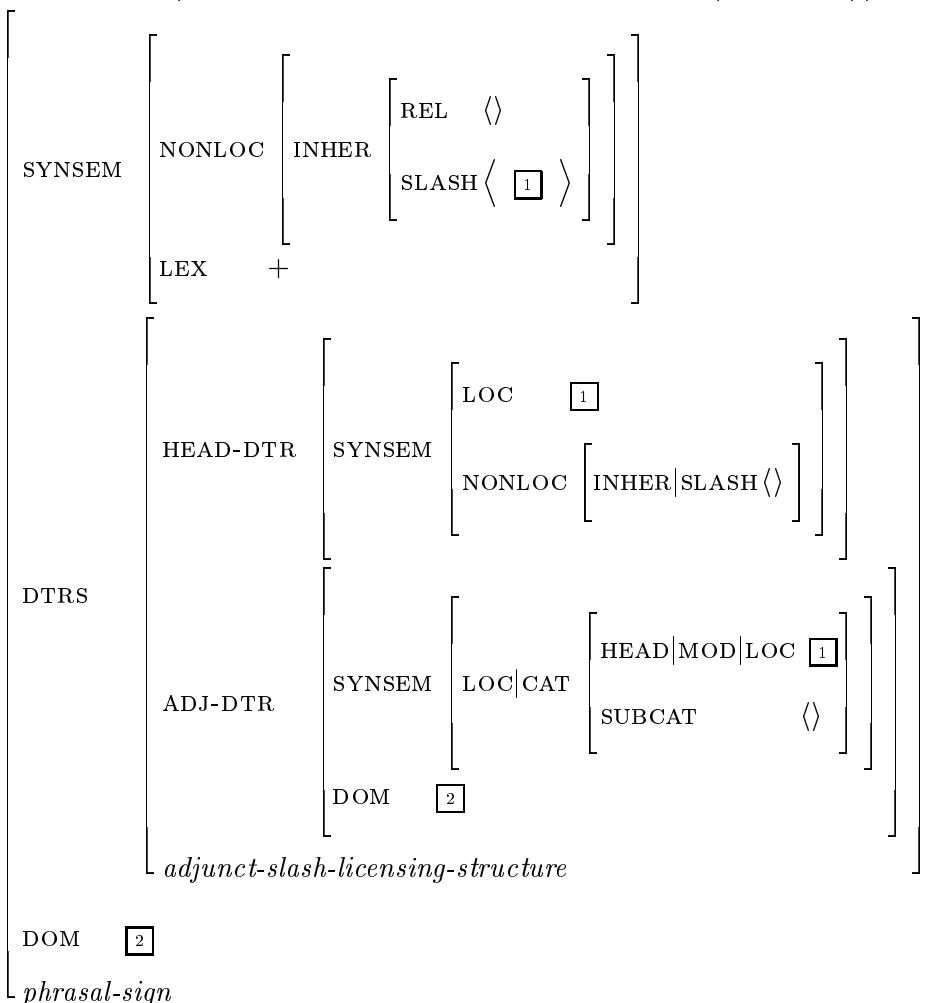 REL ⟨⟩
NONLOC INHER
SLASH ⟨ 1 ⟩
SYNSEM
LEX +
LOC 1
HEAD-DTR SYNSEM
NONLOC INHER|SLASH ⟨⟩
DTRS
HEAD|MOD|LOC 1
SYNSEM LOC|CAT
ADJ-DTR
SUBCAT ⟨⟩
DOM 2
adjunct-slash-licensing-structure
DOM 2
phrasal-sign